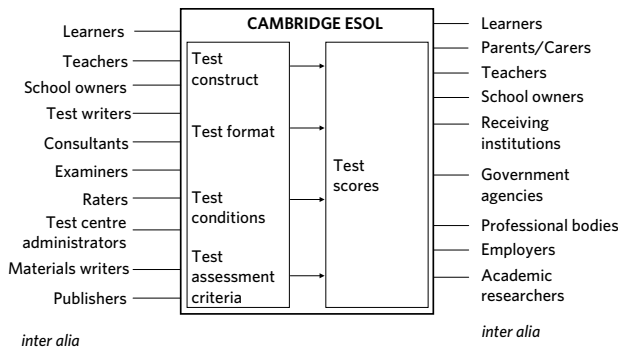 CAMBRIDGE ESOL
Learners
Teachers
School owners
Test writers
Consultants
Examiners
Raters
Test centre
administrators
Materials writers
Publishers
inter alia
Test
construct
Test format
Test
conditions
Test
assessment
criteria
Test
scores
Learners
Parents/Carers
Teachers
School owners
Receiving
institutions
Government
agencies
Professional bodies
Employers
Academic
researchers
inter alia